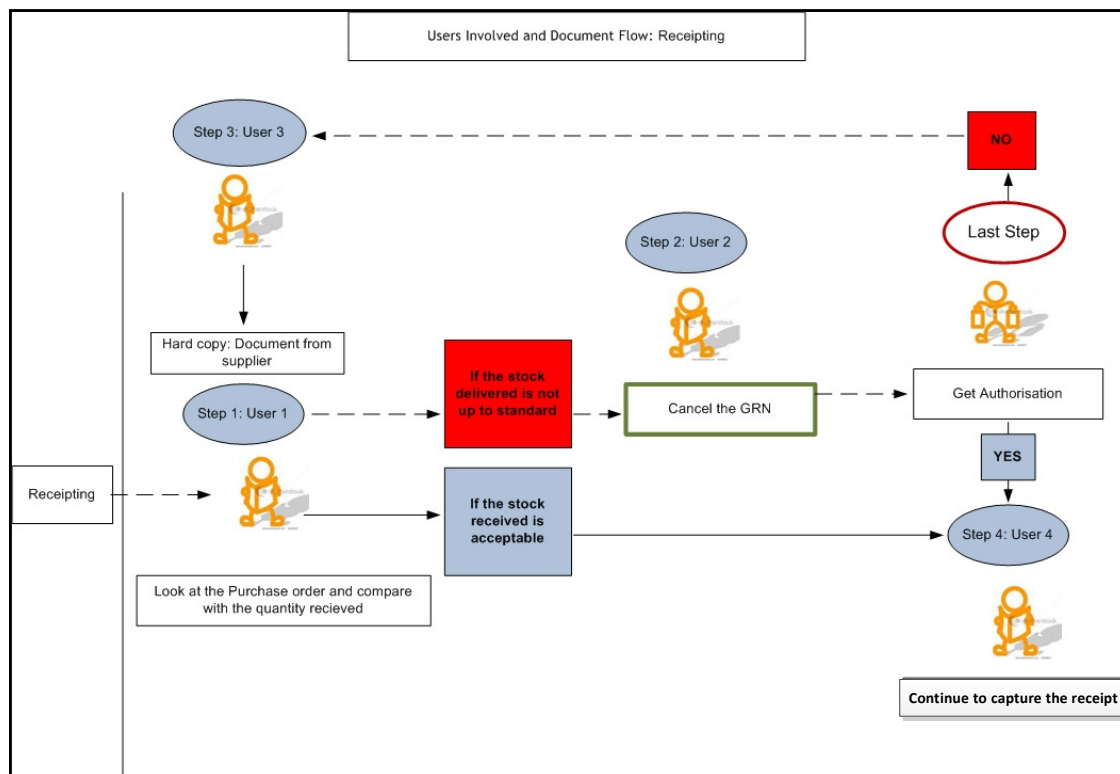 Users Involved and Document Flow: Receipting
Step 3: User 3
NO
Last Step
Step 2: User 2
Hard copy: Document from
supplier
Step 1: User 1
If the stock
delivered is not
up to standard
Cancel the GRN
Get Authorisation
YES
Receipting
If the stock
received is
acceptable
Step 4: User 4
Look at the Purchase order and compare
with the quantity recieved
Continue to capture the receipt